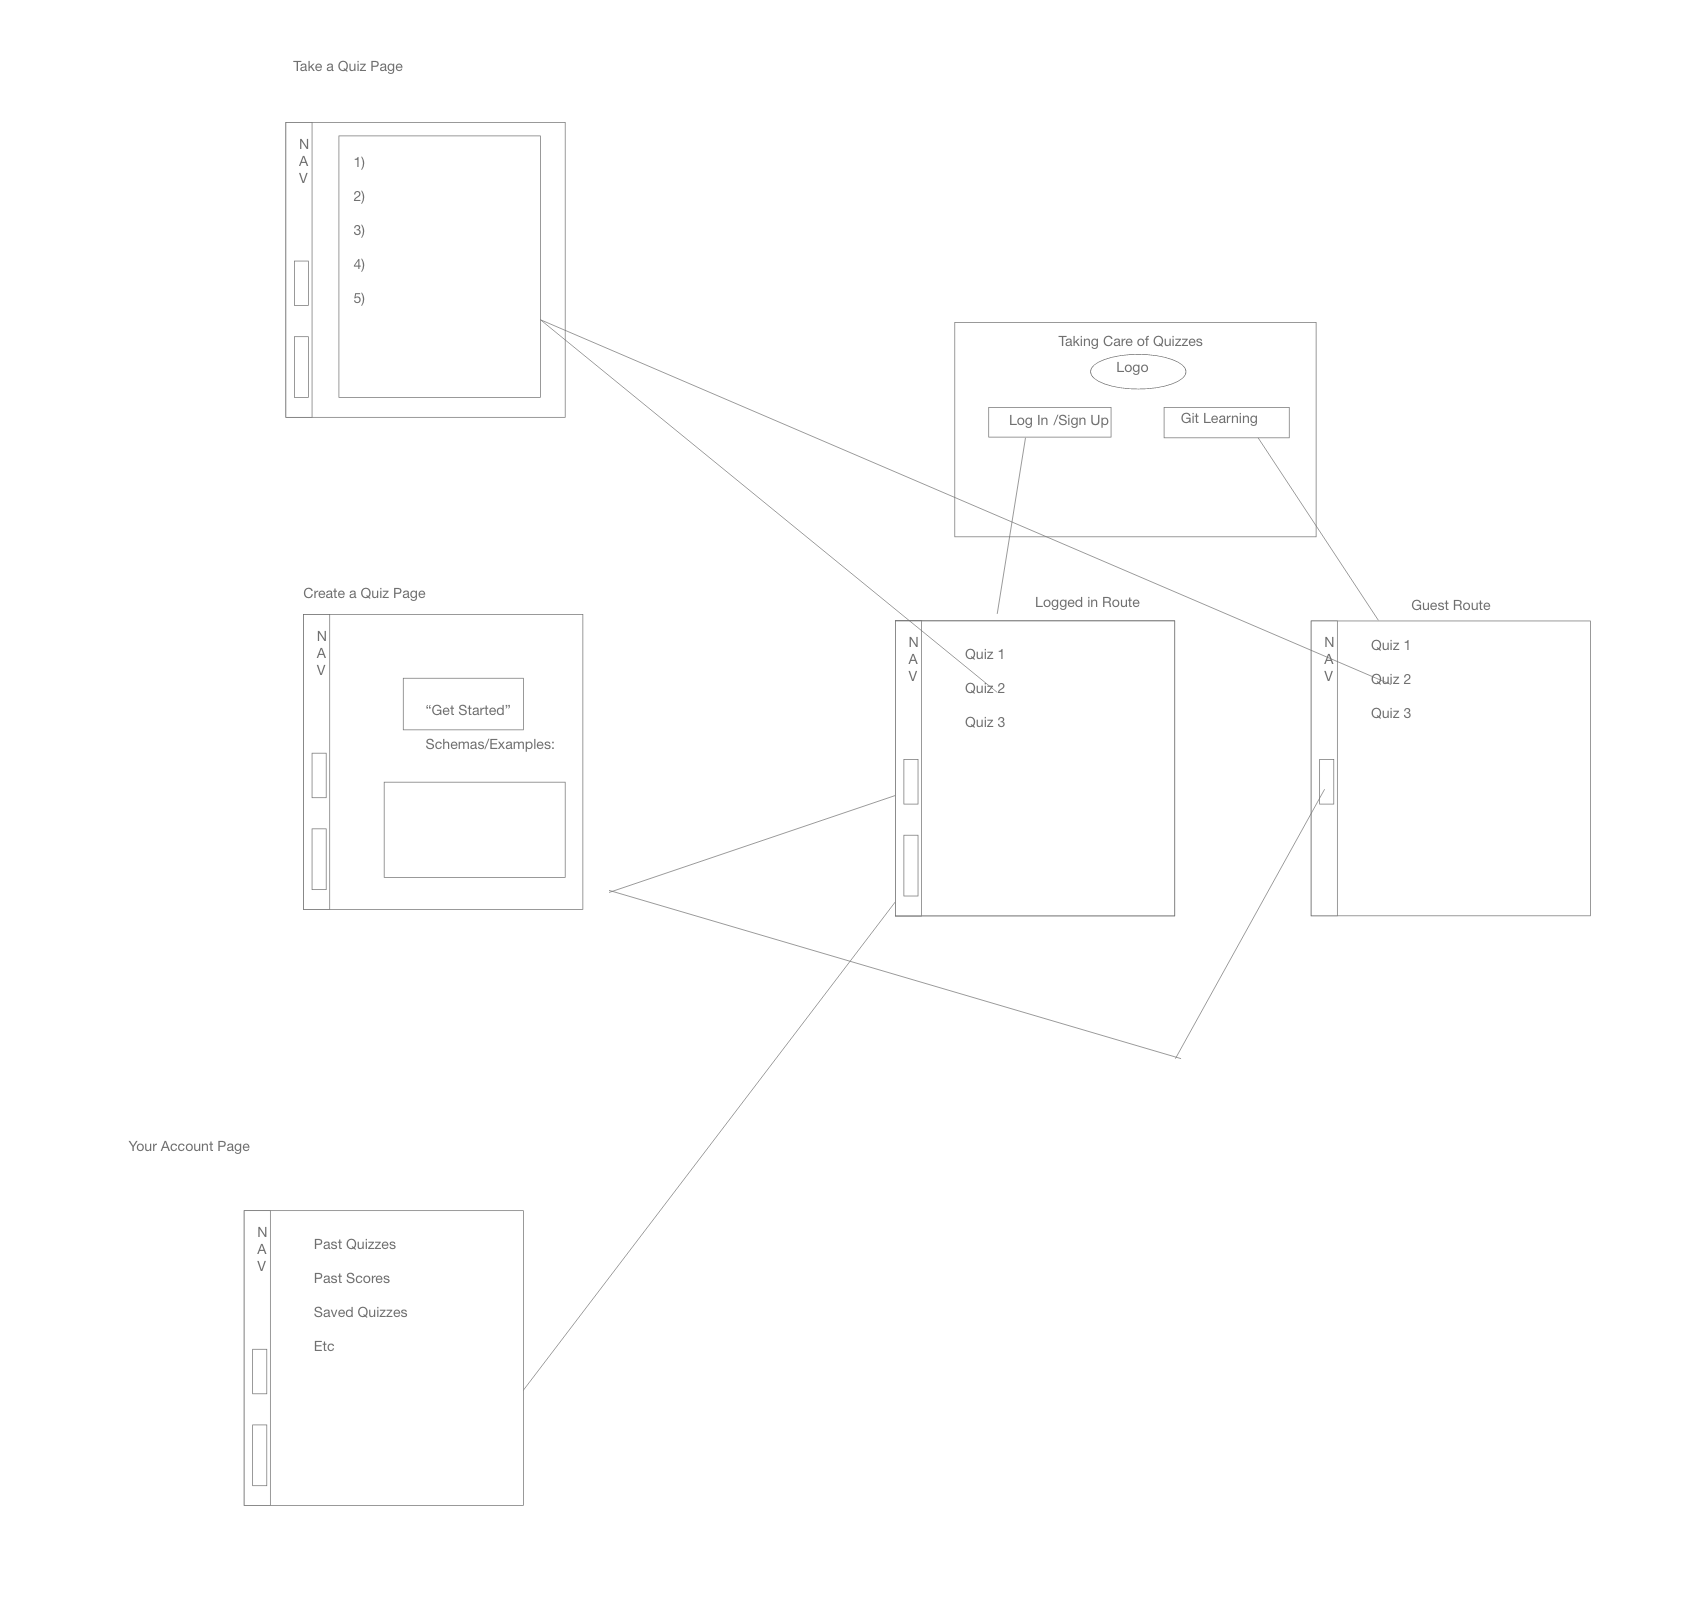 Take a Quiz Page
N
A
V
1)
2)
3)
4)
5)
Taking Care of Quizzes
Logo
Log In /Sign Up
Git Learning
Create a Quiz Page
N
A
V
“Get Started”
Schemas/Examples:
Logged in Route
N
A
V
Quiz 1
Quiz 2
Quiz 3
Guest Route
N
A
V
Quiz 1
Quiz 2
Quiz 3
Your Account Page
N
A
V
Past Quizzes
Past Scores
Saved Quizzes
Etc